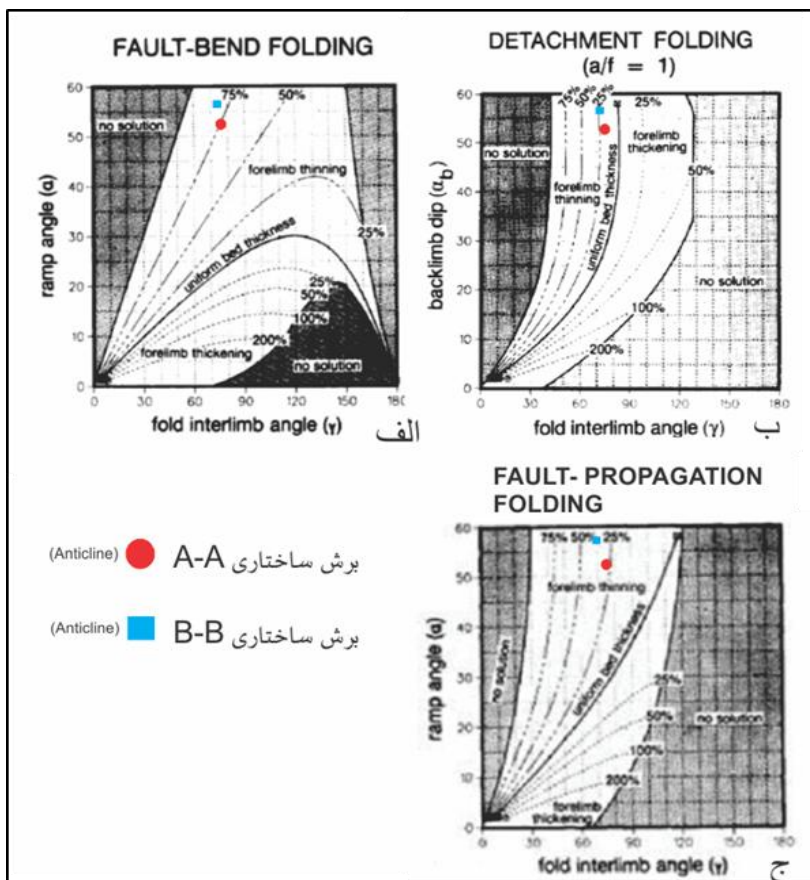 FAULT-BEND FOLDING
60
50
40
30
20
10
0
ramp angle (α)
no solution
75%
50%
forelimb thinning
25%
uniform bed thickness
25%
50%
100%
200%
forelimb thickening
no solution
0 30 60 90 120 150 180
fold interlimb angle (γ)
الف
DETACHMENT FOLDING
(a/f = 1)
60
50
40
30
20
10
0
backlimb dip (αb)
no solution
75%
50%
25%
25%
forelimb thickening
50%
forelimb thinning
uniform bed thickness
no solution
100%
200%
0 30 60 90 120 150 180
fold interlimb angle (γ)
ب
(Anticline) برش ساختاری A-A
(Anticline) برش ساختاری B-B
FAULT- PROPAGATION
FOLDING
60
50
40
30
20
10
0
ramp angle (α)
no solution
75% 50% 25%
forelimb thinning
uniform bed thickness
25%
50%
no solution
100%
200%
forelimb thickening
0 30 60 90 120 150 180
fold interlimb angle (γ)
ج